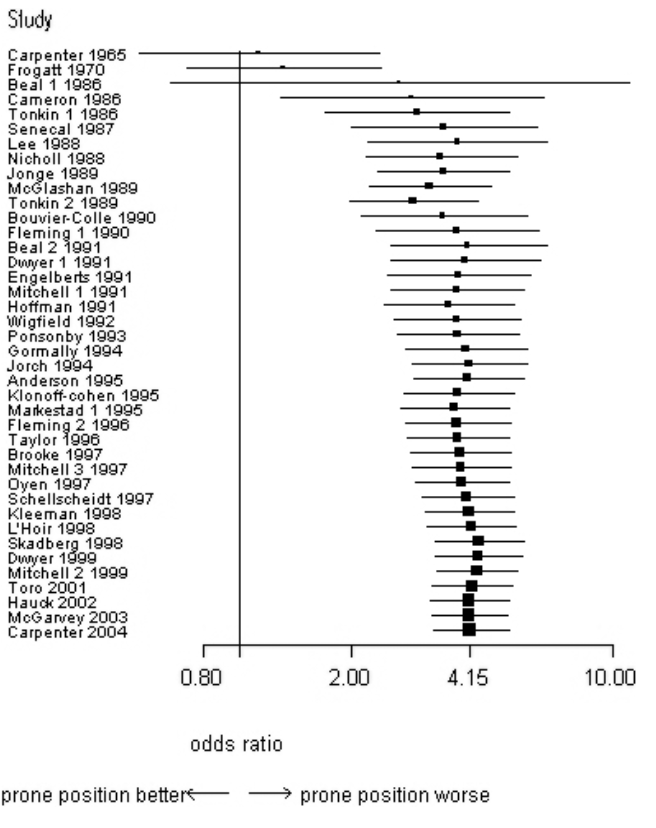 Study
Carpenter 1965
Frogatt 1970
Beal 1 1986
Cameron 1986
Tonkin 1 1986
Senecal 1987
Lee 1988
Nicholl 1988
Jonge 1989
McGlashan 1989
Tonkin 2 1989
Bouvier-Colle 1990
Fleming 1 1990
Beal 2 1991
Dwyer 1 1991
Engelberts 1991
Mitchell 1 1991
Hoffman 1991
Wigfield 1992
Ponsonby 1993
Gormally 1994
Jorch 1994
Anderson 1995
Klonoff-cohen 1995
Markestad 1 1995
Fleming 2 1996
Taylor 1996
Brooke 1997
Mitchell 3 1997
Oyen 1997
Schellscheidt 1997
Kleeman 1998
L'Hoir 1998
Skadberg 1998
Dwyer 1999
Mitchell 2 1999
Toro 2001
Hauck 2002
McGarvey 2003
Carpenter 2004
0.80 2.00 4.15 10.00
odds ratio
prone position better← → prone position worse